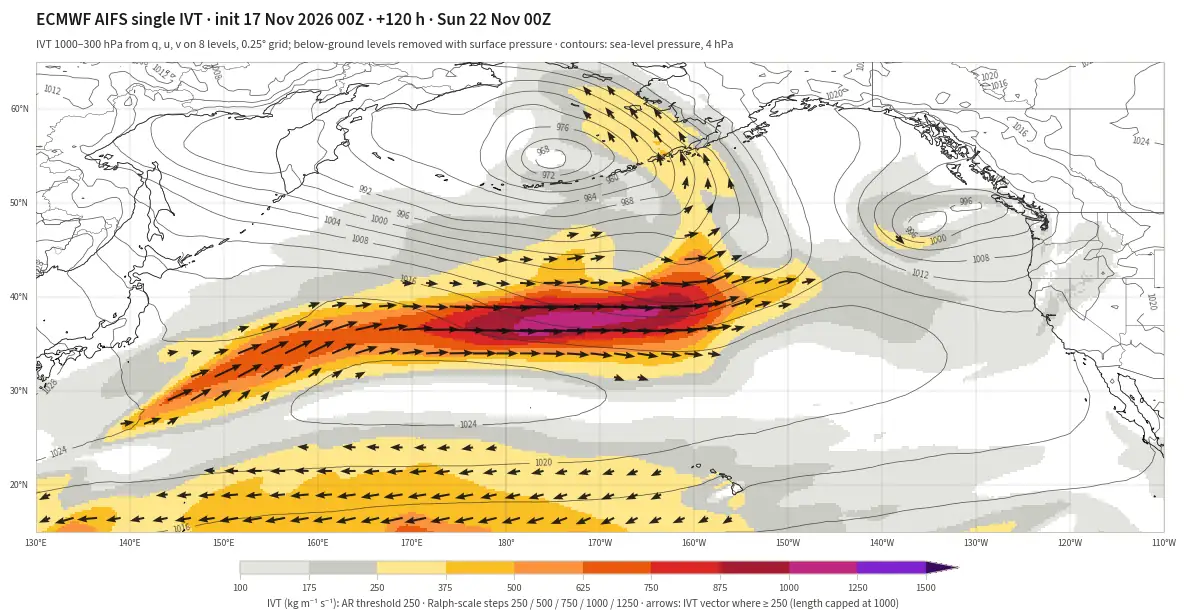 ECMWF AIFS single IVT · init 17 Nov 2026 00Z · +120 h · Sun 22 Nov 00Z
IVT 1000–300 hPa from q, u, v on 8 levels, 0.25° grid; below-ground levels removed with surface pressure · contours: sea-level pressure, 4 hPa
1012 1012 1008 1020 1020 1016
60°N 976 1016 1024
968 972
50°N 992 984 988 996 996
1004 1000 996 1000
1008 1008
1016 1012
40°N 1020
30°N 1028
1024 1024
1020
20°N
1016
130°E 140°E 150°E 160°E 170°E 180° 170°W 160°W 150°W 140°W 130°W 120°W 110°W
100 175 250 375 500 625 750 875 1000 1250 1500
IVT (kg m⁻¹ s⁻¹): AR threshold 250 · Ralph-scale steps 250 / 500 / 750 / 1000 / 1250 · arrows: IVT vector where ≥ 250 (length capped at 1000)